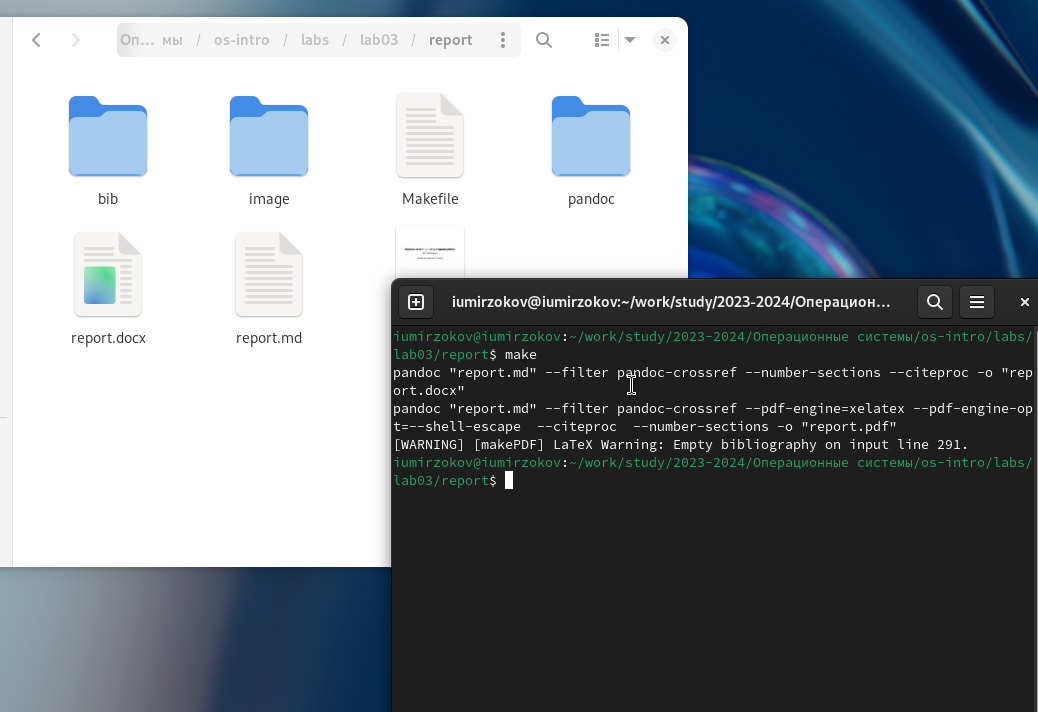 Оп… мы / os-intro / labs / lab03 / report
bib
image
Makefile
pandoc
report.docx
report.md
iumirzokov@iumirzokov:~/work/study/2023-2024/Операцион…
iumirzokov@iumirzokov:~/work/study/2023-2024/Операционные системы/os-intro/labs/
lab03/report$ make
pandoc "report.md" --filter pandoc-crossref --number-sections --citeproc -o "rep
ort.docx"
pandoc "report.md" --filter pandoc-crossref --pdf-engine=xelatex --pdf-engine-op
t=--shell-escape  --citeproc  --number-sections -o "report.pdf"
[WARNING] [makePDF] LaTeX Warning: Empty bibliography on input line 291.
iumirzokov@iumirzokov:~/work/study/2023-2024/Операционные системы/os-intro/labs/
lab03/report$